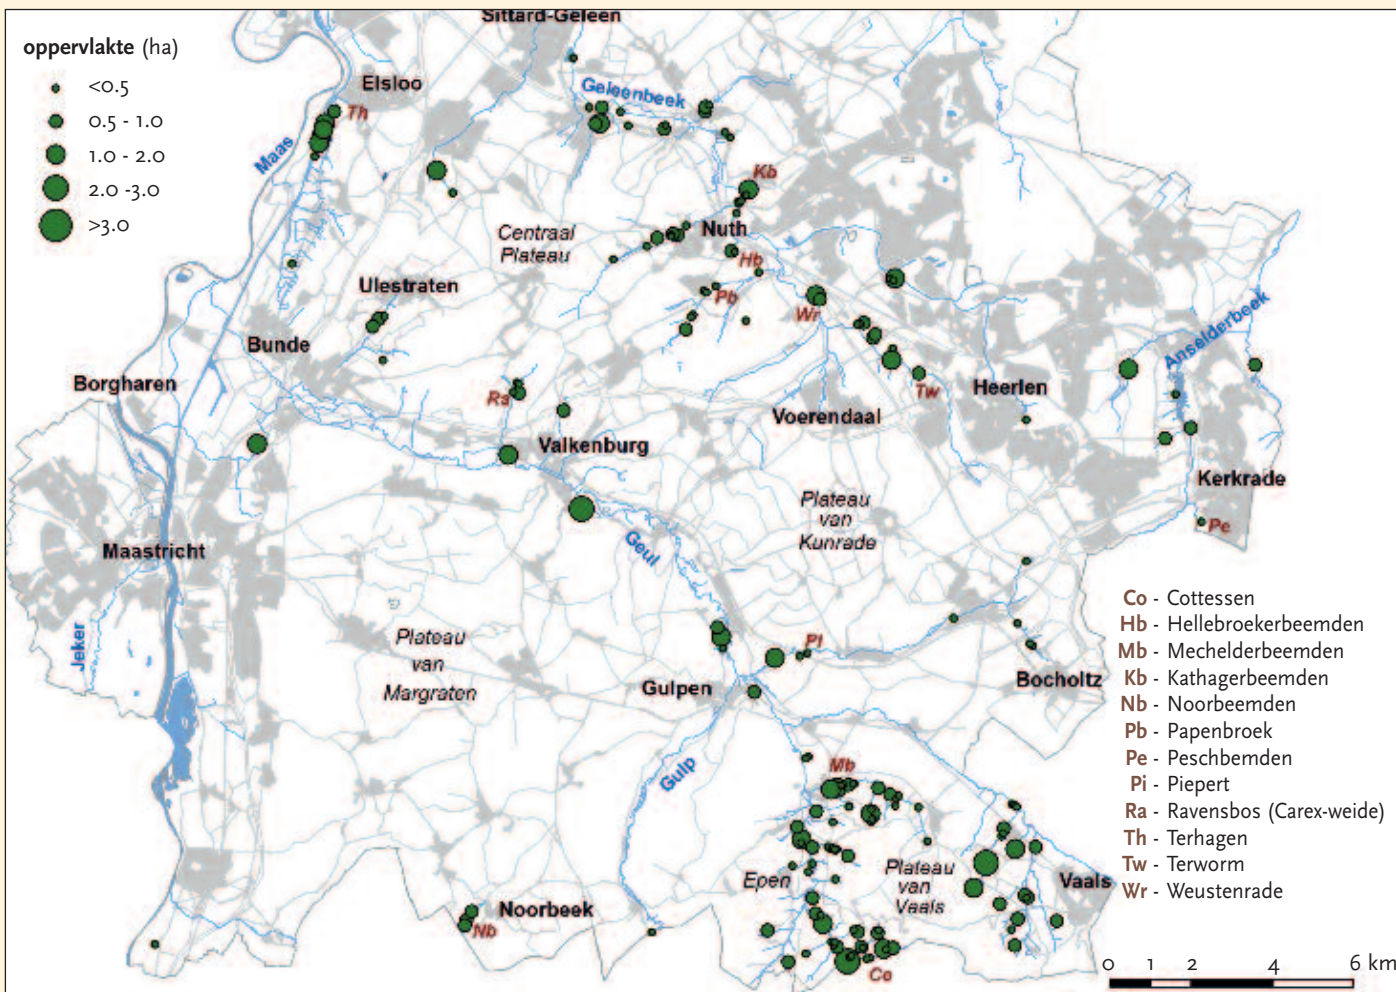 Sittard-Geleen
oppervlakte (ha)
<0.5
0.5 - 1.0
1.0 - 2.0
2.0 -3.0
>3.0
Elsloo
Th
Maas
Geleenbeek
Kb
Centraal
Plateau
Nuth
Hb
Pb
Wr
Ulestraten
Bunde
Borgharen
Ra
Valkenburg
Voerendaal
Tw
Heerlen
Anselderbeek
Kerkrade
Pe
Maastricht
Jeker
Geul
Plateau
van
Kunrade
Plateau
van
Margraten
Pi
Gulpen
Bocholtz
Gulp
Mb
Epen
Plateau
van
Vaals
Vaals
Noorbeek
Nb
Co
Co - Cottessen
Hb - Hellebroekerbeemden
Mb - Mechelderbeemden
Kb - Kathagerbeemden
Nb - Noorbeemden
Pb - Papenbroek
Pe - Peschbemden
Pi - Piepert
Ra - Ravensbos (Carex-weide)
Th - Terhagen
Tw - Terworm
Wr - Weustenrade
0 1 2 4 6 km